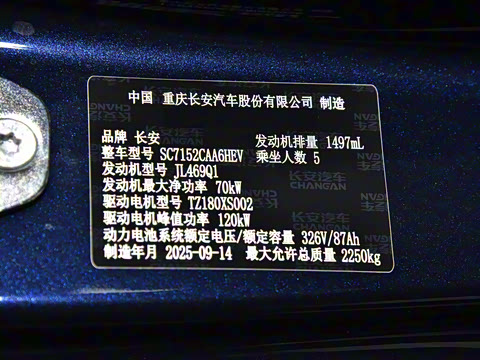 中国 重庆长安汽车股份有限公司 制造
品牌 长安 发动机排量 1497mL
整车型号 SC7152CAA6HEV 乘坐人数 5
发动机型号 JL469Q1
发动机最大净功率 70kW
驱动电机型号 TZ180XS002
驱动电机峰值功率 120kW
动力电池系统额定电压/额定容量 326V/87Ah
制造年月 2025-09-14 最大允许总质量 2250kg
长安汽车
CHANGAN